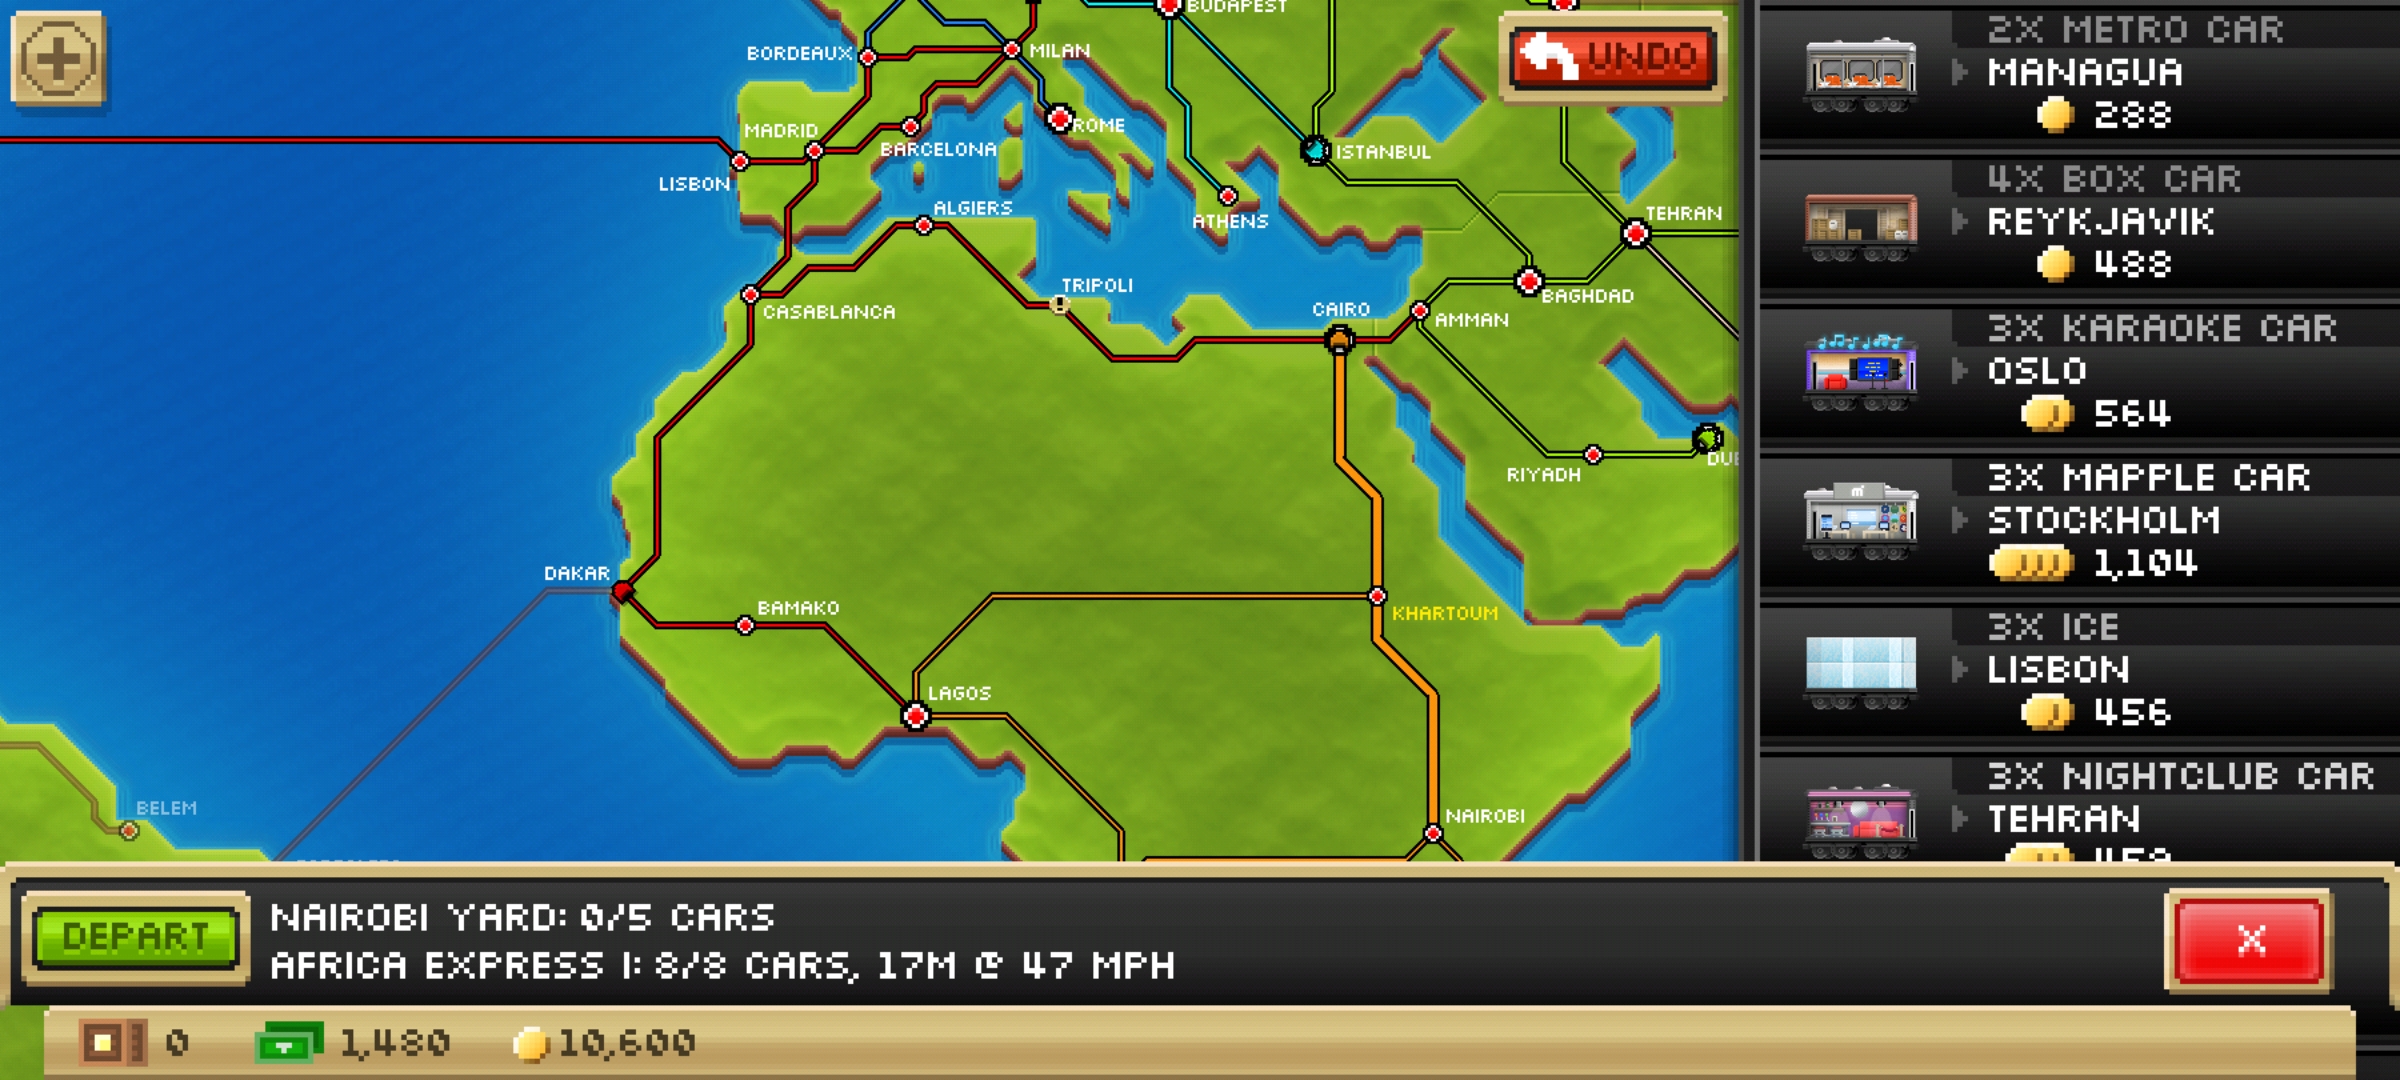 BUDAPEST
BORDEAUX
MILAN
UNDO
MADRID
ROME
BARCELONA
ISTANBUL
LISBON
ALGIERS
ATHENS
TEHRAN
TRIPOLI
BAGHDAD
CASABLANCA
CAIRO
AMMAN
RIYADH
DAKAR
BAMAKO
KHARTOUM
LAGOS
BELEM
NAIROBI
2X METRO CAR
MANAGUA
288
4X BOX CAR
REYKJAVIK
488
3X KARAOKE CAR
OSLO
564
3X MAPPLE CAR
STOCKHOLM
1,104
3X ICE
LISBON
456
3X NIGHTCLUB CAR
TEHRAN
DEPART
NAIROBI YARD: 0/5 CARS
AFRICA EXPRESS I: 8/8 CARS, 17M @ 47 MPH
X
0
1,480
10,600